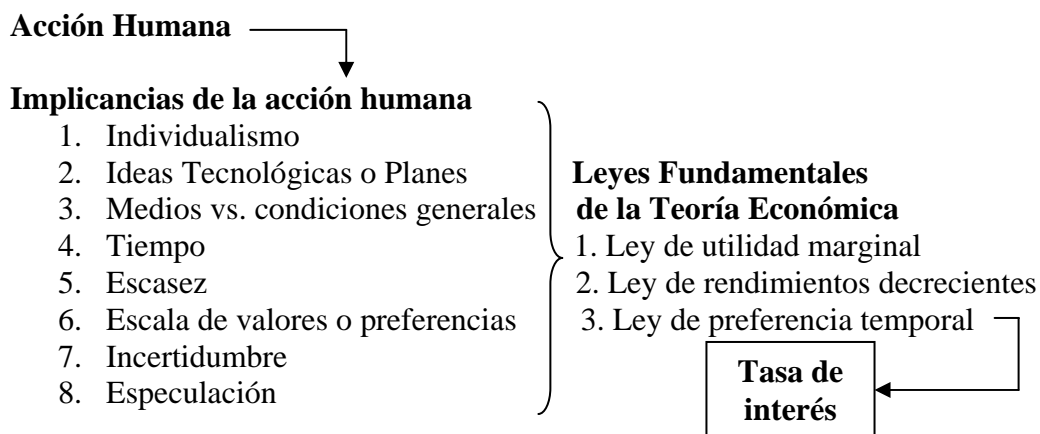 Acción Humana
Implicancias de la acción humana
1. Individualismo
2. Ideas Tecnológicas o Planes
3. Medios vs. condiciones generales
4. Tiempo
5. Escasez
6. Escala de valores o preferencias
7. Incertidumbre
8. Especulación
Leyes Fundamentales
de la Teoría Económica
1. Ley de utilidad marginal
2. Ley de rendimientos decrecientes
3. Ley de preferencia temporal
Tasa de
interés